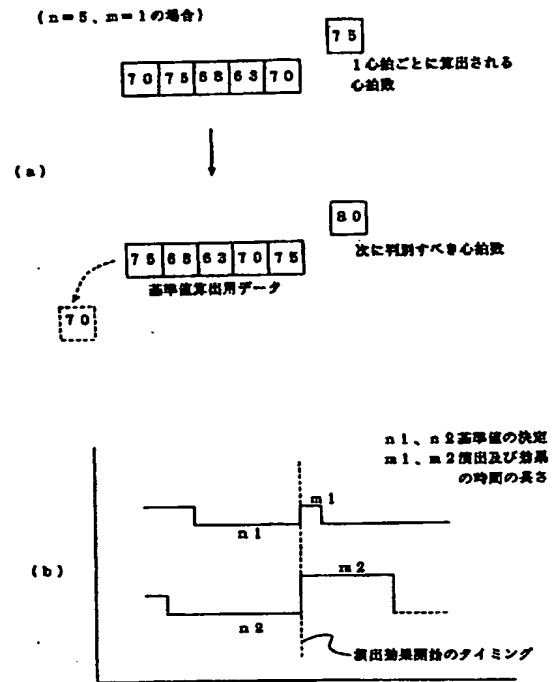 (n=5、m=1の場合)
75
70 75 68 63 70
1心拍ごとに算出される
心拍数
(a)
80
75 68 63 70 75
次に判別すべき心拍数
基準値算出用データ
70
n1、n2基準値の決定
m1、m2演出及び効果
の時間の長さ
m1
n1
(b)
m2
n2
演出効果開始のタイミング